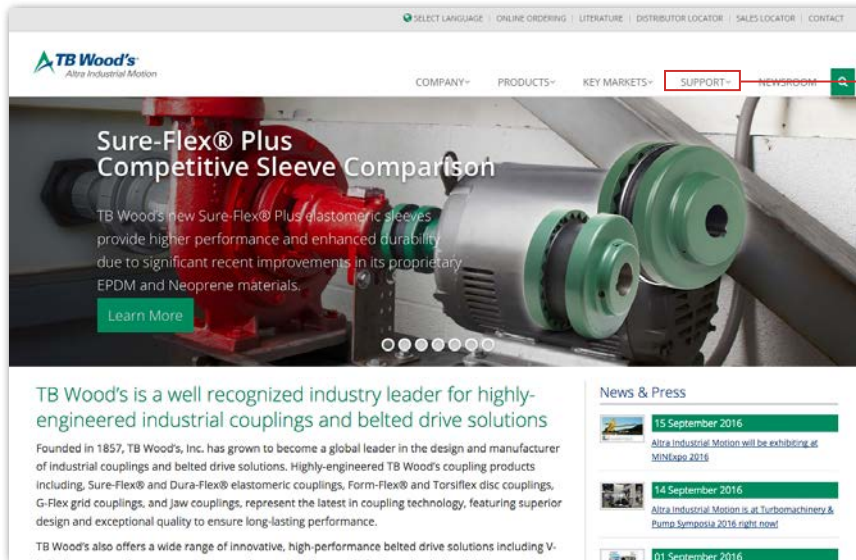 SELECT LANGUAGE | ONLINE ORDERING | LITERATURE | DISTRIBUTOR LOCATOR | SALES LOCATOR | CONTACT
TB Wood's
Altra Industrial Motion
COMPANY PRODUCTS KEY MARKETS SUPPORT NEWSROOM
Sure-Flex® Plus
Competitive Sleeve Comparison
TB Wood's new Sure-Flex® Plus elastomeric sleeves
provide higher performance and enhanced durability
due to significant recent improvements in its proprietary
EPDM and Neoprene materials.
Learn More
TB Wood's is a well recognized industry leader for highly-
engineered industrial couplings and belted drive solutions
Founded in 1857, TB Wood's, Inc. has grown to become a global leader in the design and manufacturer
of industrial couplings and belted drive solutions. Highly-engineered TB Wood's coupling products
including, Sure-Flex® and Dura-Flex® elastomeric couplings, Form-Flex® and Torsiflex disc couplings,
G-Flex grid couplings, and Jaw couplings, represent the latest in coupling technology, featuring superior
design and exceptional quality to ensure long-lasting performance.
TB Wood's also offers a wide range of innovative, high-performance belted drive solutions including V-
News & Press
15 September 2016
Altra Industrial Motion will be exhibiting at
MINExpo 2016
14 September 2016
Altra Industrial Motion is at Turbomachinery &
Pump Symposia 2016 right now!
01 September 2016